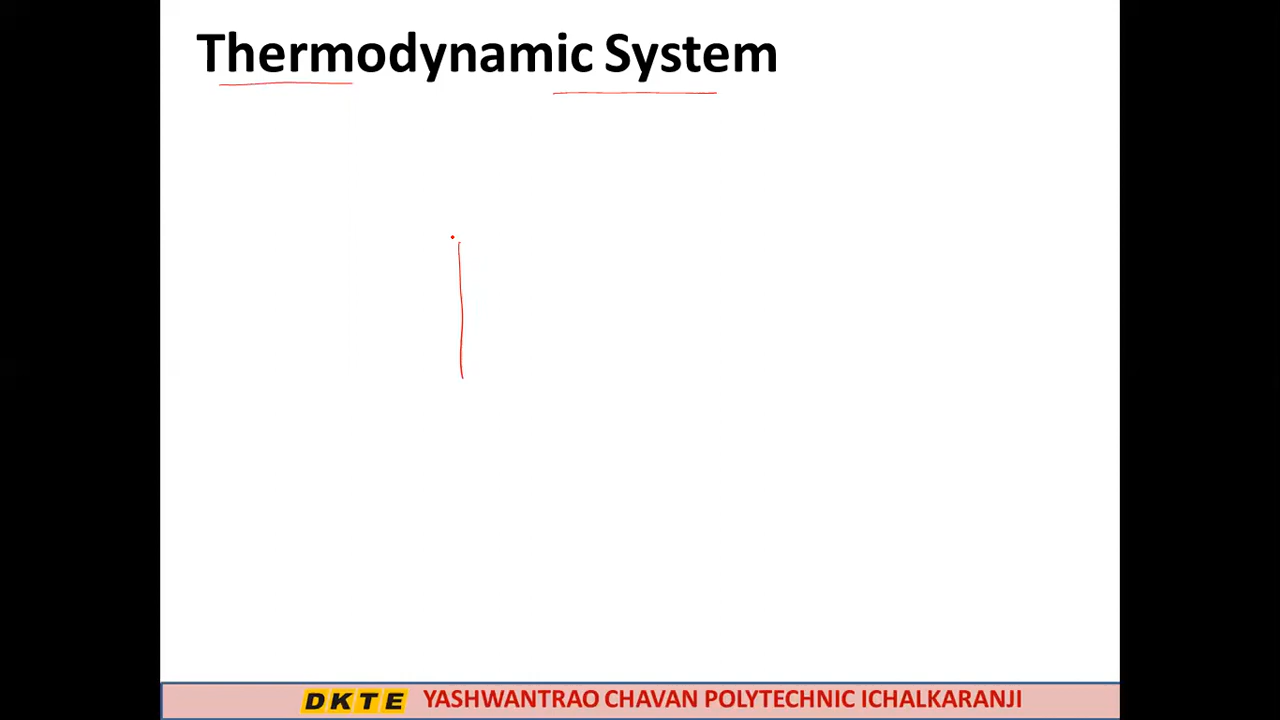 Thermodynamic System
DKTE YASHWANTRAO CHAVAN POLYTECHNIC ICHALKARANJI